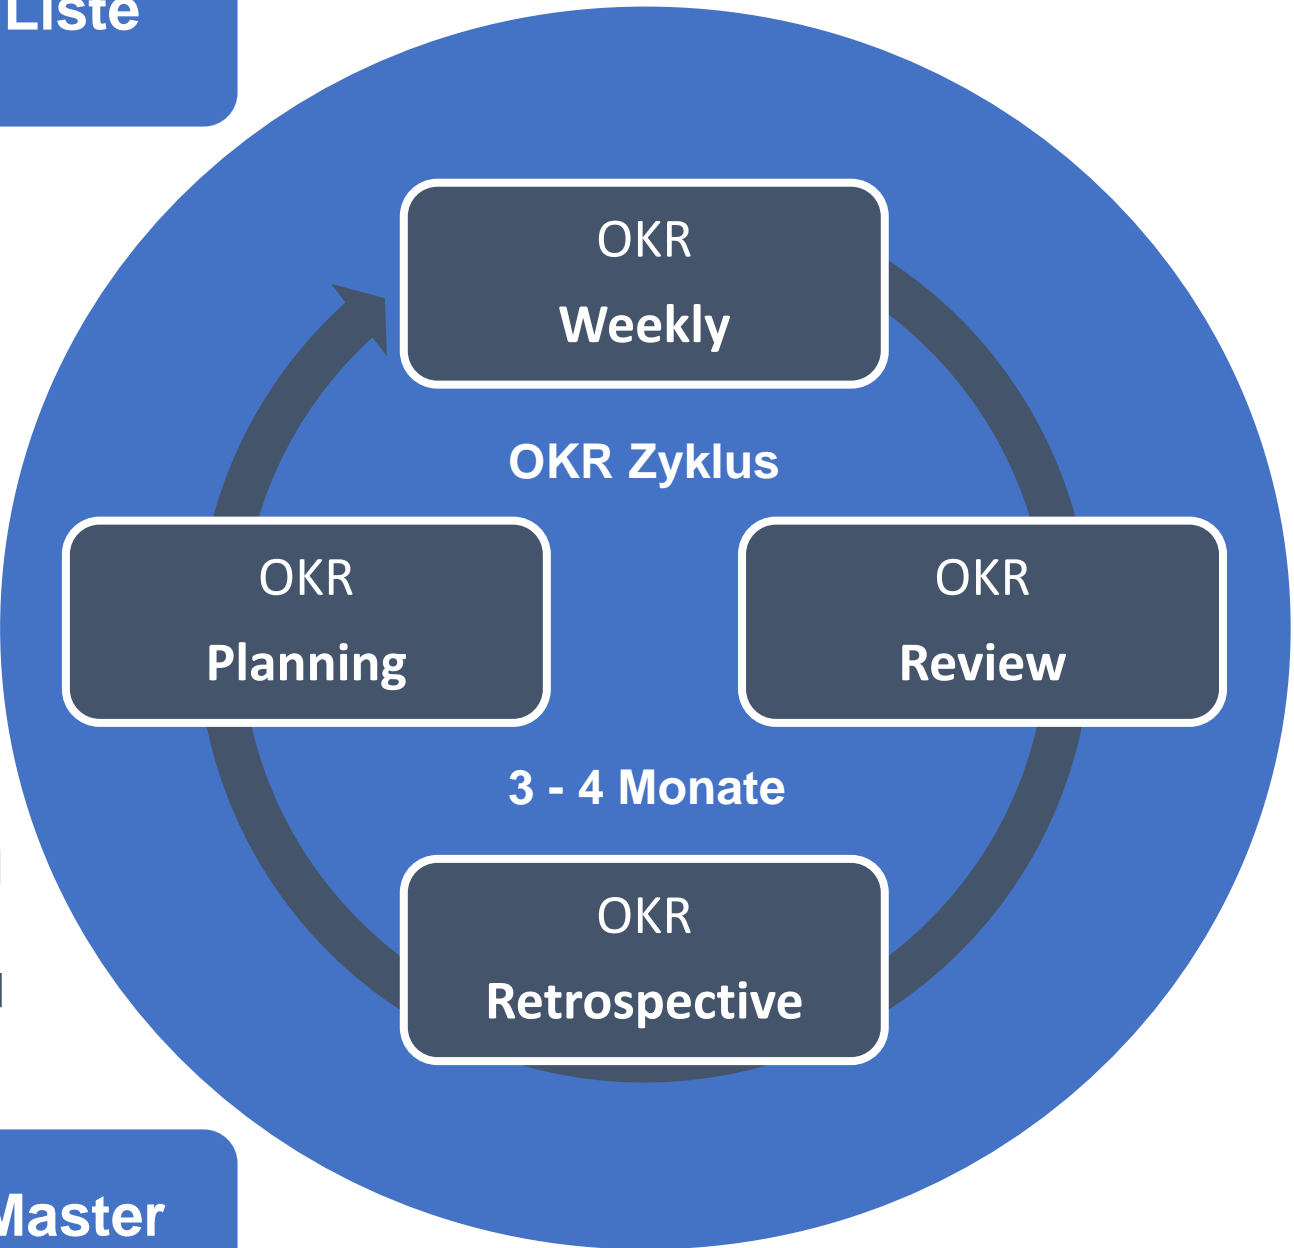 Liste
OKR
Weekly
OKR Zyklus
OKR
Planning
OKR
Review
3 - 4 Monate
OKR
Retrospective
Master